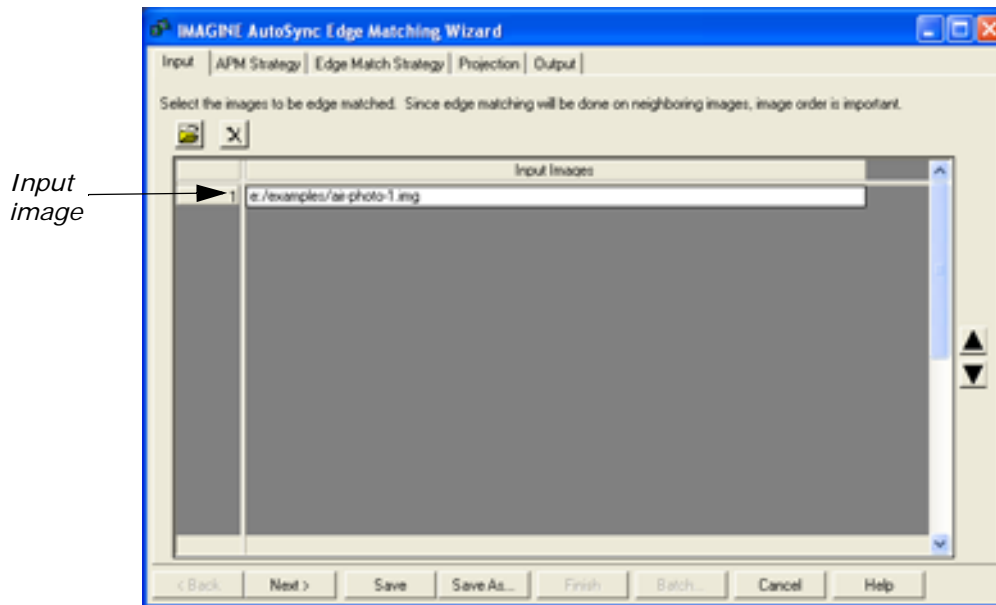 IMAGINE AutoSync Edge Matching Wizard
Input APM Strategy Edge Match Strategy Projection Output
Select the images to be edge matched. Since edge matching will be done on neighboring images, image order is important.
Input Images
Input
image
1 e:/examples/air-photo-1.img
< Back Next > Save Save As... Finish Batch... Cancel Help